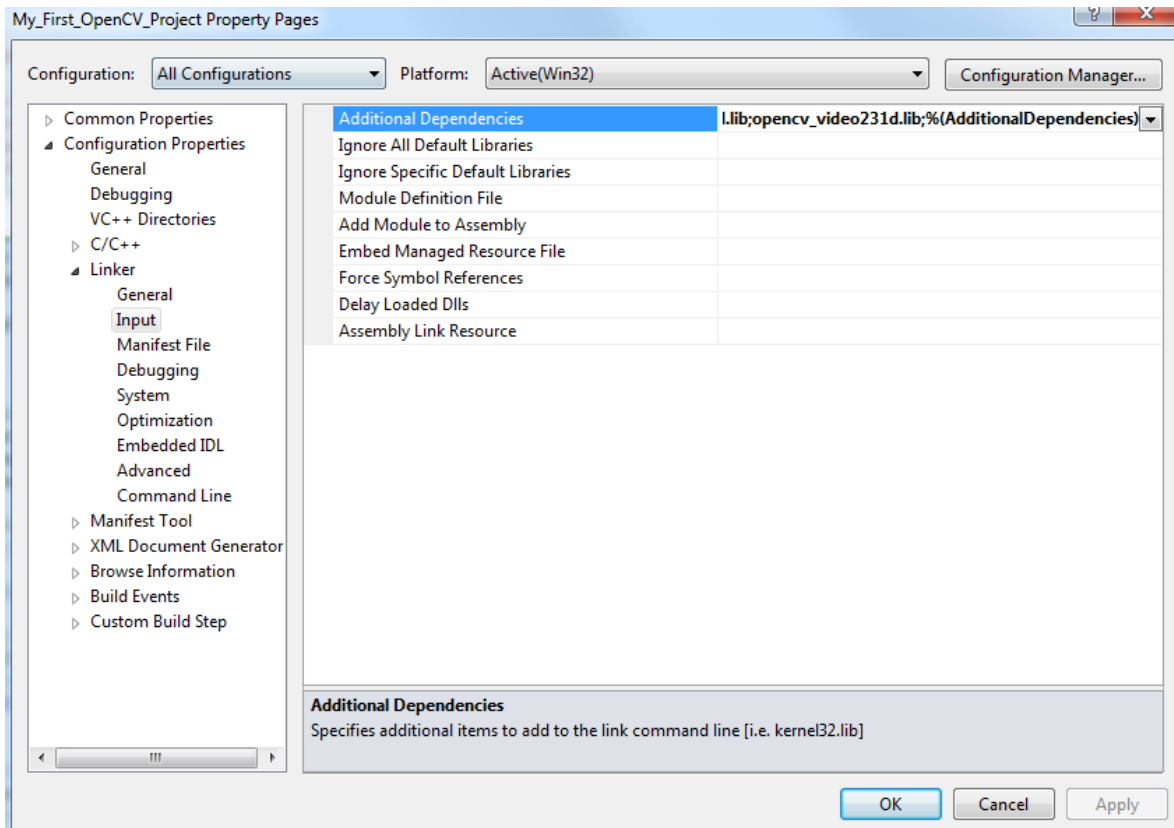 My_First_OpenCV_Project Property Pages
Configuration: All Configurations Platform: Active(Win32) Configuration Manager...
Common Properties
Configuration Properties
General
Debugging
VC++ Directories
C/C++
Linker
General
Input
Manifest File
Debugging
System
Optimization
Embedded IDL
Advanced
Command Line
Manifest Tool
XML Document Generator
Browse Information
Build Events
Custom Build Step
Additional Dependencies l.lib;opencv_video231d.lib;%(AdditionalDependencies)
Ignore All Default Libraries
Ignore Specific Default Libraries
Module Definition File
Add Module to Assembly
Embed Managed Resource File
Force Symbol References
Delay Loaded Dlls
Assembly Link Resource
Additional Dependencies
Specifies additional items to add to the link command line [i.e. kernel32.lib]
OK Cancel Apply